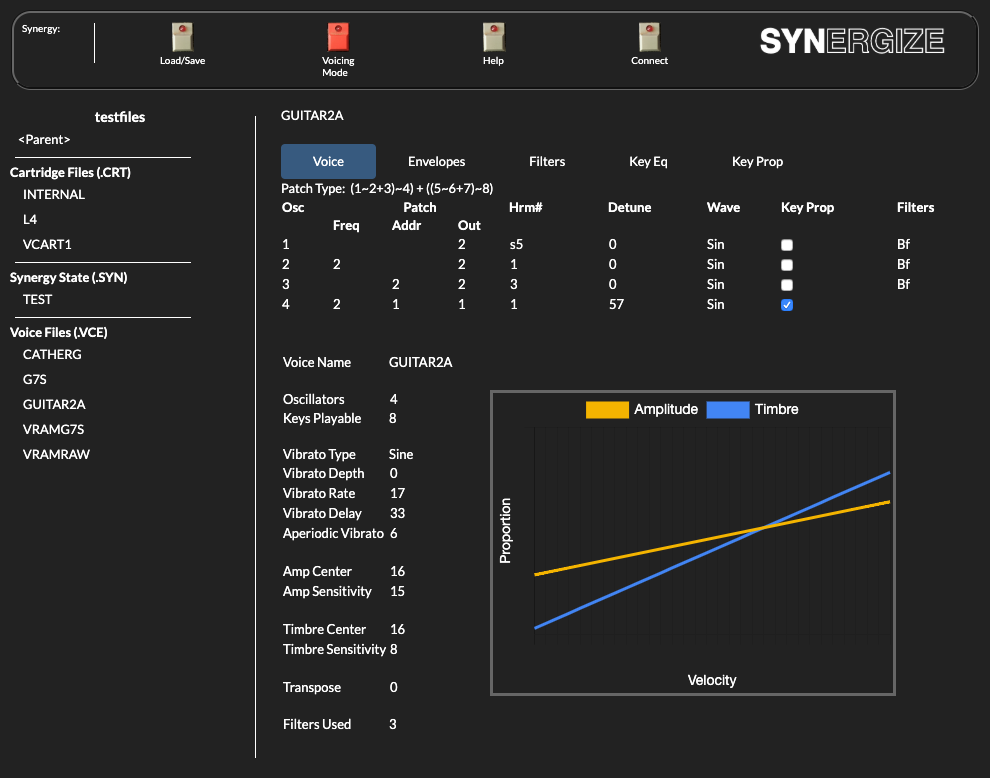 Synergy:
Load/Save
Voicing
Mode
Help
Connect
SYNERGIZE
testfiles
<Parent>
Cartridge Files (.CRT)
INTERNAL
L4
VCART1
Synergy State (.SYN)
TEST
Voice Files (.VCE)
CATHERG
G7S
GUITAR2A
VRAMG7S
VRAMRAW
GUITAR2A
Voice Envelopes Filters Key Eq Key Prop
Patch Type: (1~2+3)~4) + ((5~6+7)~8)
Osc Patch Hrm# Detune Wave Key Prop Filters
Freq Addr Out
1 2 s5 0 Sin Bf
2 2 2 1 0 Sin Bf
3 2 2 3 0 Sin Bf
4 2 1 1 1 57 Sin
Voice Name GUITAR2A
Oscillators 4
Keys Playable 8
Vibrato Type Sine
Vibrato Depth 0
Vibrato Rate 17
Vibrato Delay 33
Aperiodic Vibrato 6
Amp Center 16
Amp Sensitivity 15
Timbre Center 16
Timbre Sensitivity 8
Transpose 0
Filters Used 3
Amplitude Timbre
Proportion
Velocity